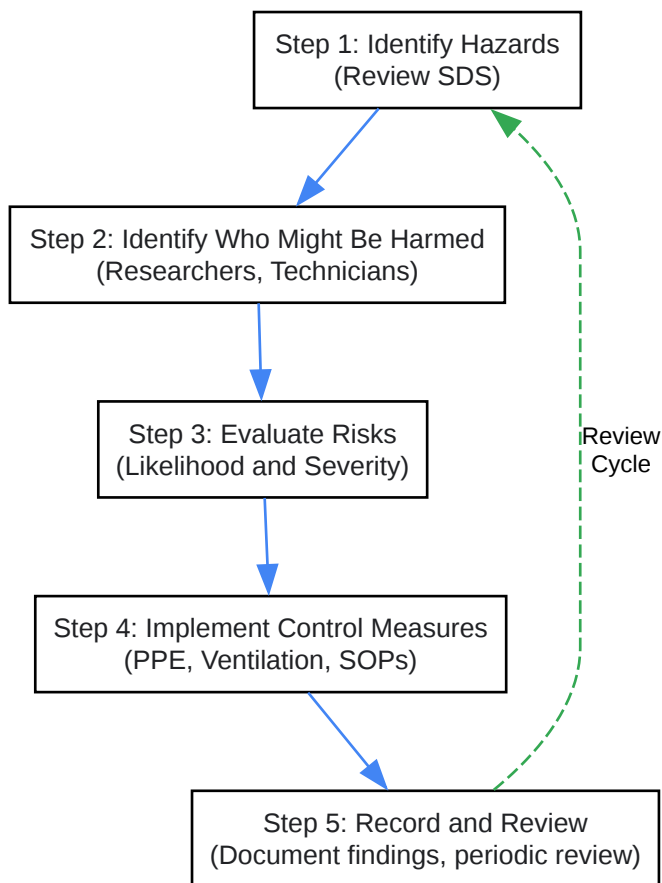 Step 1: Identify Hazards
(Review SDS)
Step 2: Identify Who Might Be Harmed
(Researchers, Technicians)
Step 3: Evaluate Risks
(Likelihood and Severity)
Review
Cycle
Step 4: Implement Control Measures
(PPE, Ventilation, SOPs)
Step 5: Record and Review
(Document findings, periodic review)